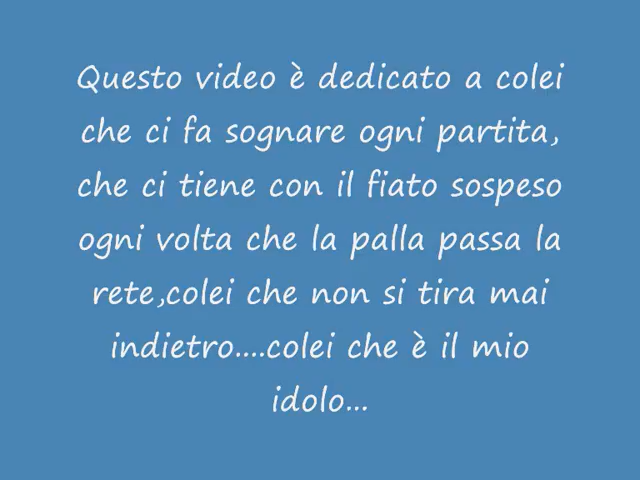 Questo video è dedicato a colei
che ci fa sognare ogni partita,
che ci tiene con il fiato sospeso
ogni volta che la palla passa la
rete,colei che non si tira mai
indietro....colei che è il mio
idolo...